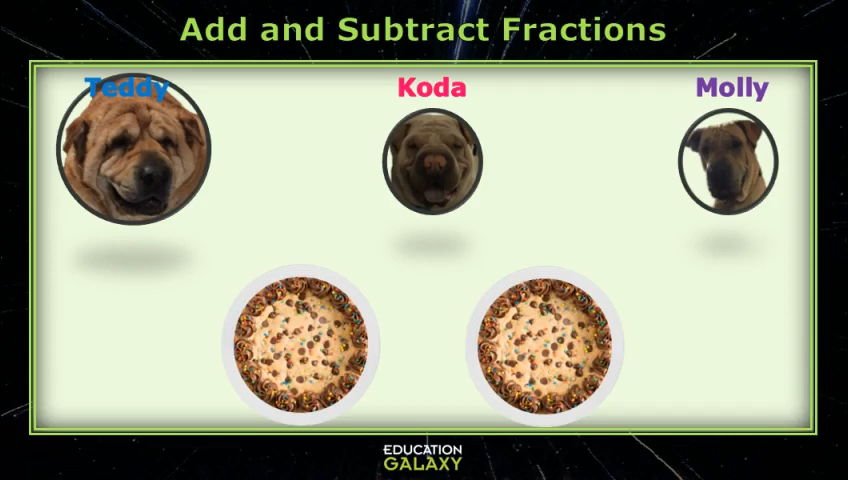 Add and Subtract Fractions
Teddy
Koda
Molly
EDUCATION
GALAXY